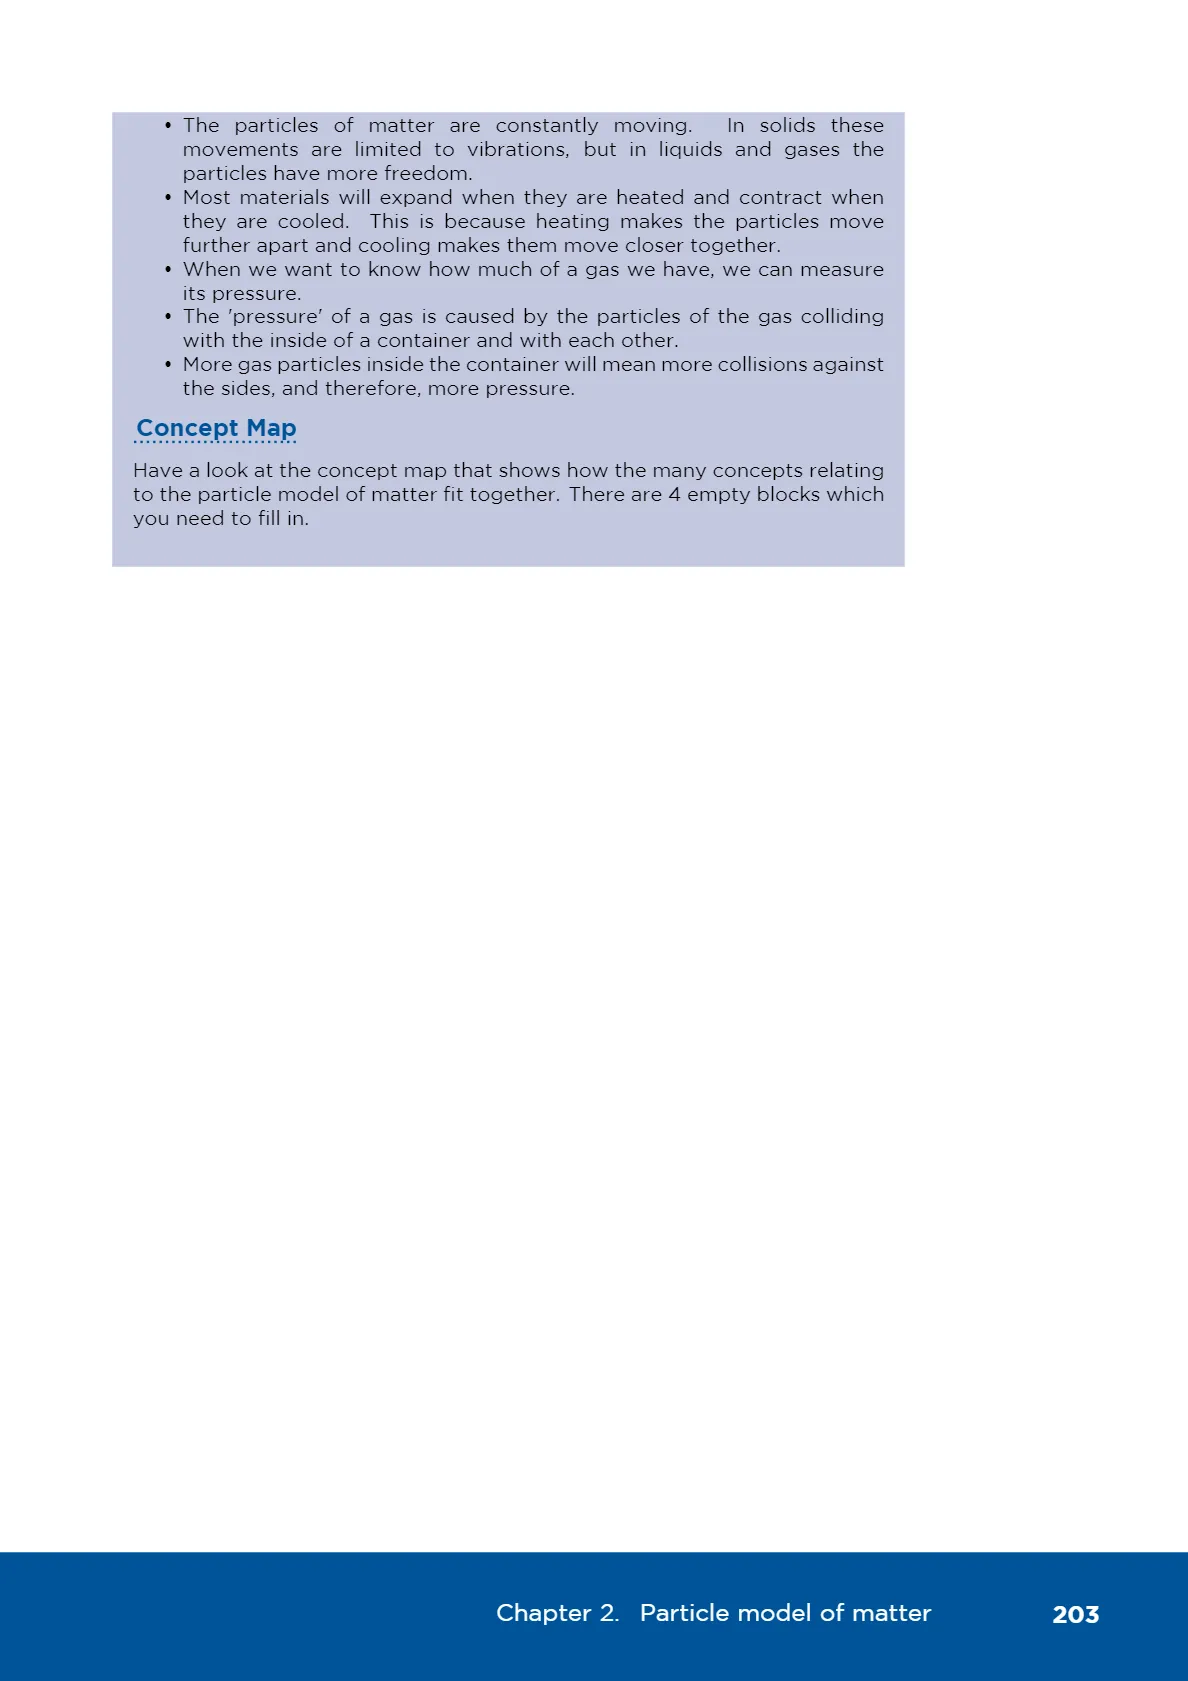 • The particles of matter are constantly moving. In solids these
movements are limited to vibrations, but in liquids and gases the
particles have more freedom.
• Most materials will expand when they are heated and contract when
they are cooled. This is because heating makes the particles move
further apart and cooling makes them move closer together.
• When we want to know how much of a gas we have, we can measure
its pressure.
• The 'pressure' of a gas is caused by the particles of the gas colliding
with the inside of a container and with each other.
• More gas particles inside the container will mean more collisions against
the sides, and therefore, more pressure.
Concept Map
Have a look at the concept map that shows how the many concepts relating
to the particle model of matter fit together. There are 4 empty blocks which
you need to fill in.
Chapter 2. Particle model of matter 203